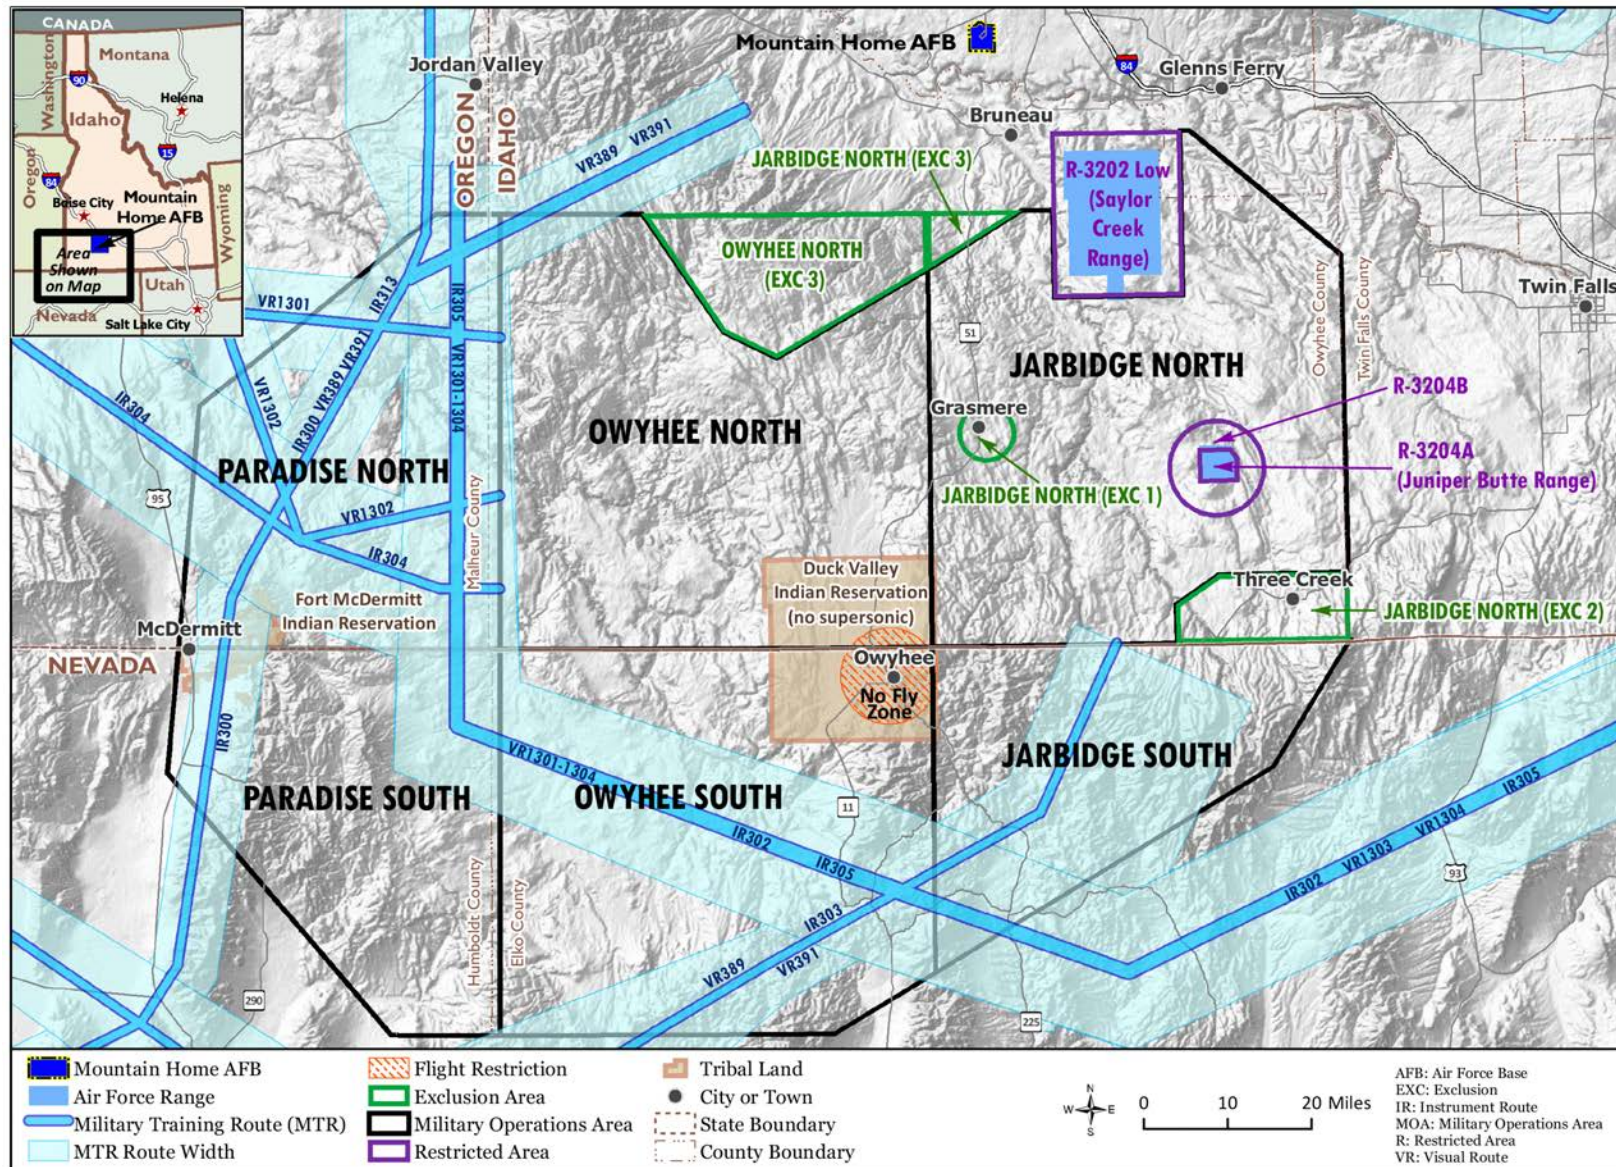 CANADA
Washington
Montana
90
Helena
Idaho
15
Oregon
84
Mountain
Home AFB
Boise City
Wyoming
Area
Shown
on Map
Utah
Nevada
Salt Lake City
Jordan Valley
OREGON
IDAHO
Mountain Home AFB
84
Glenns Ferry
Bruneau
VR389
VR391
JARBIDGE NORTH (EXC 3)
R-3202 Low
(Saylor
Creek
Range)
OWYHEE NORTH
(EXC 3)
VR1301
IR313
IR305
Twin Falls
Owyhee County
Twin Falls County
51
JARBIDGE NORTH
IR304
VR1302
IR300 VR389 VR391
VR1301-1304
R-3204B
Grasmere
OWYHEE NORTH
R-3204A
(Juniper Butte Range)
PARADISE NORTH
JARBIDGE NORTH (EXC 1)
95
VR1302
IR304
Malheur County
Duck Valley
Indian Reservation
(no supersonic)
Three Creek
JARBIDGE NORTH (EXC 2)
Fort McDermitt
Indian Reservation
McDermitt
NEVADA
Owyhee
No Fly
Zone
IR300
VR1301-1304
JARBIDGE SOUTH
PARADISE SOUTH
OWYHEE SOUTH
11
IR302
IR305
IR305
VR1304
VR1303
IR302
93
Humboldt County
Elko County
IR303
VR389
VR391
290
225
Mountain Home AFB
Air Force Range
Military Training Route (MTR)
MTR Route Width
Flight Restriction
Exclusion Area
Military Operations Area
Restricted Area
Tribal Land
City or Town
State Boundary
County Boundary
N
W E
S
0 10 20 Miles
AFB: Air Force Base
EXC: Exclusion
IR: Instrument Route
MOA: Military Operations Area
R: Restricted Area
VR: Visual Route